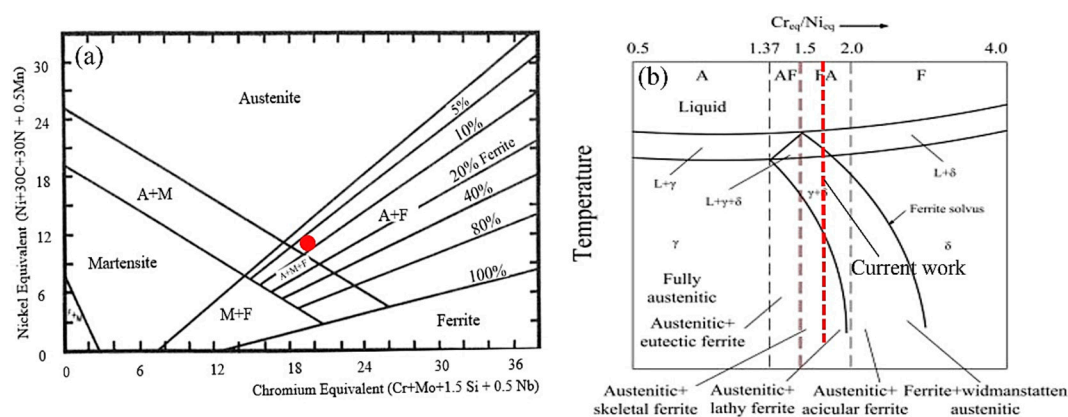 (a)
Nickel Equivalent (Ni+30C+30N + 0.5Mn)
30
24
18
12
6
0
Austenite
5%
10%
20% Ferrite
40%
80%
100%
A+M
A+F
Martensite
A+M+F
M+F
Ferrite
0
6
12
18
24
30
36
Chromium Equivalent (Cr+Mo+1.5 Si + 0.5 Nb)
Creq/Nieq
0.5
1.37
1.5
2.0
4.0
(b)
A
AF
FA
F
Liquid
Temperature
L+γ
L+γ+δ
L+δ
Ferrite solvus
γ
δ
Current work
Fully
austenitic
Austenitic+
eutectic ferrite
Austenitic+
skeletal ferrite
Austenitic+
lathy ferrite
Austenitic+
acicular ferrite
Ferrite+widmanstatten
austenitic